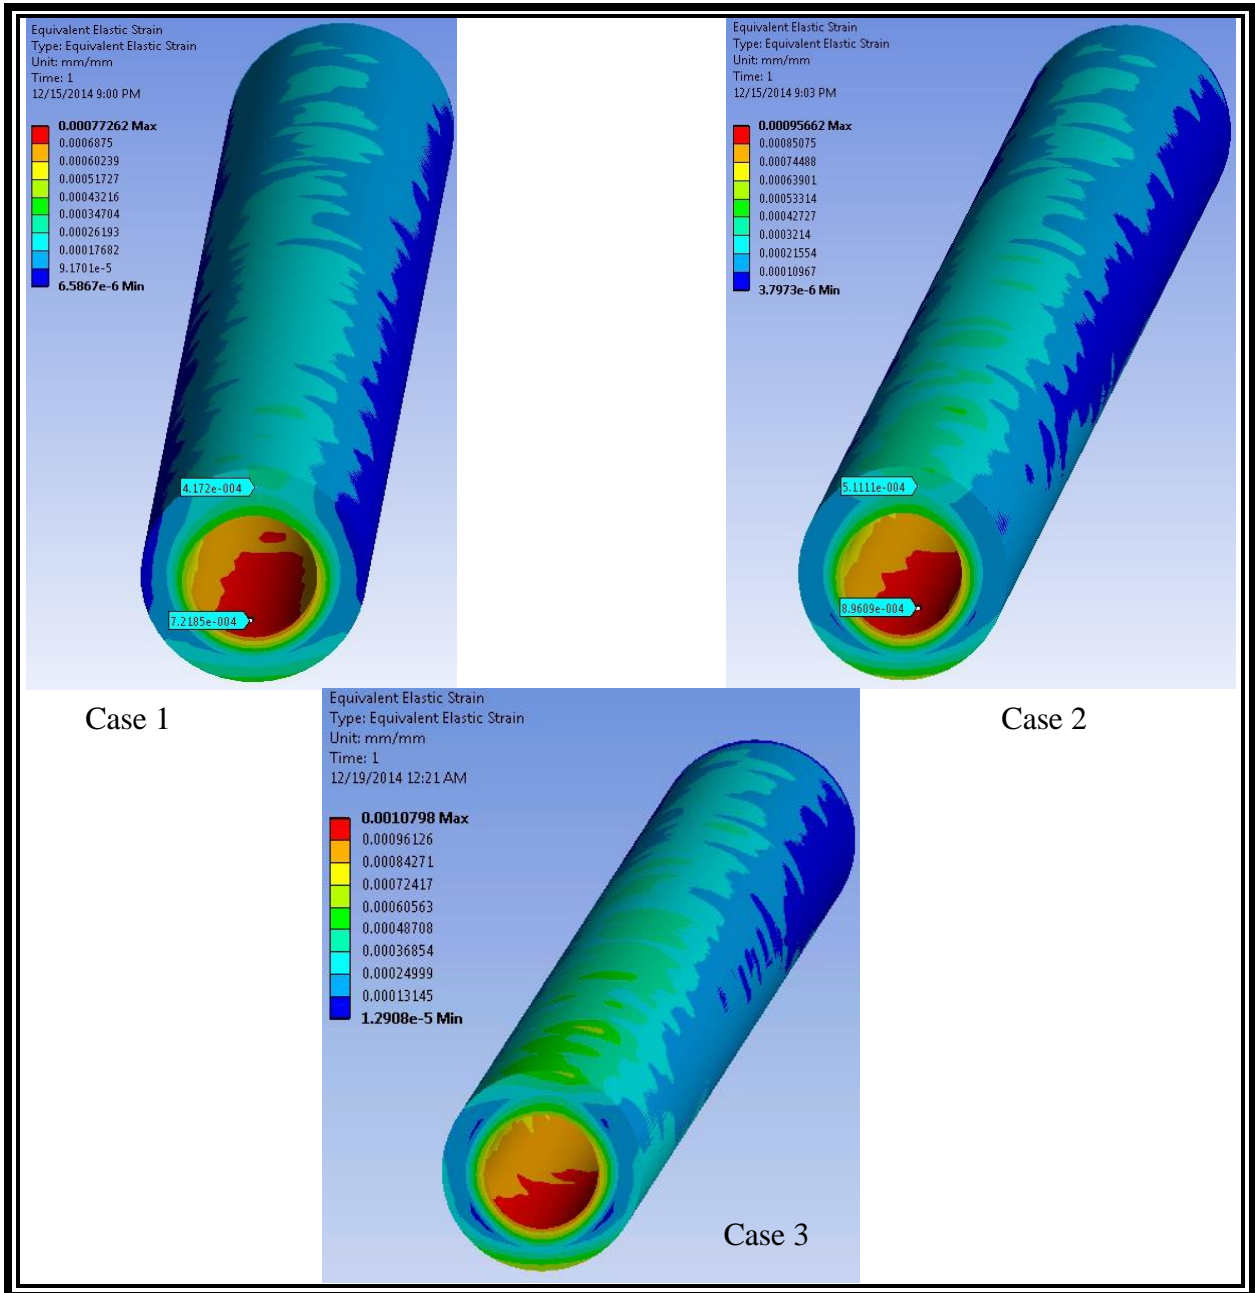 Equivalent Elastic Strain
Type: Equivalent Elastic Strain
Unit: mm/mm
Time: 1
12/15/2014 9:00 PM
0.00077262 Max
0.0006875
0.00060239
0.00051727
0.00043216
0.00034704
0.00026193
0.00017682
9.1701e-5
6.5867e-6 Min
4.172e-004
7.2185e-004
Case 1
Equivalent Elastic Strain
Type: Equivalent Elastic Strain
Unit: mm/mm
Time: 1
12/15/2014 9:03 PM
0.00095662 Max
0.00085075
0.00074488
0.00063901
0.00053314
0.00042727
0.0003214
0.00021554
0.00010967
3.7973e-6 Min
5.1111e-004
8.9609e-004
Case 2
Equivalent Elastic Strain
Type: Equivalent Elastic Strain
Unit: mm/mm
Time: 1
12/19/2014 12:21 AM
0.0010798 Max
0.00096126
0.00084271
0.00072417
0.00060563
0.00048708
0.00036854
0.00024999
0.00013145
1.2908e-5 Min
Case 3